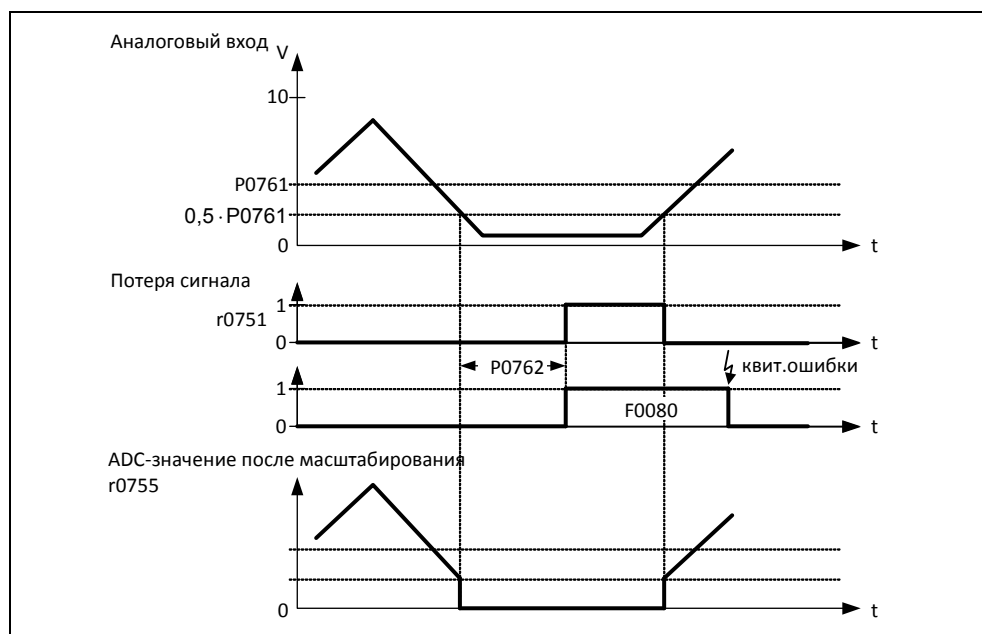 Аналоговый вход
V
10
P0761
0,5 · P0761
0
t
Потеря сигнала
1
r0751
0
t
P0762
квит.ошибки
1
F0080
0
t
ADC-значение после масштабирования
r0755
0
t